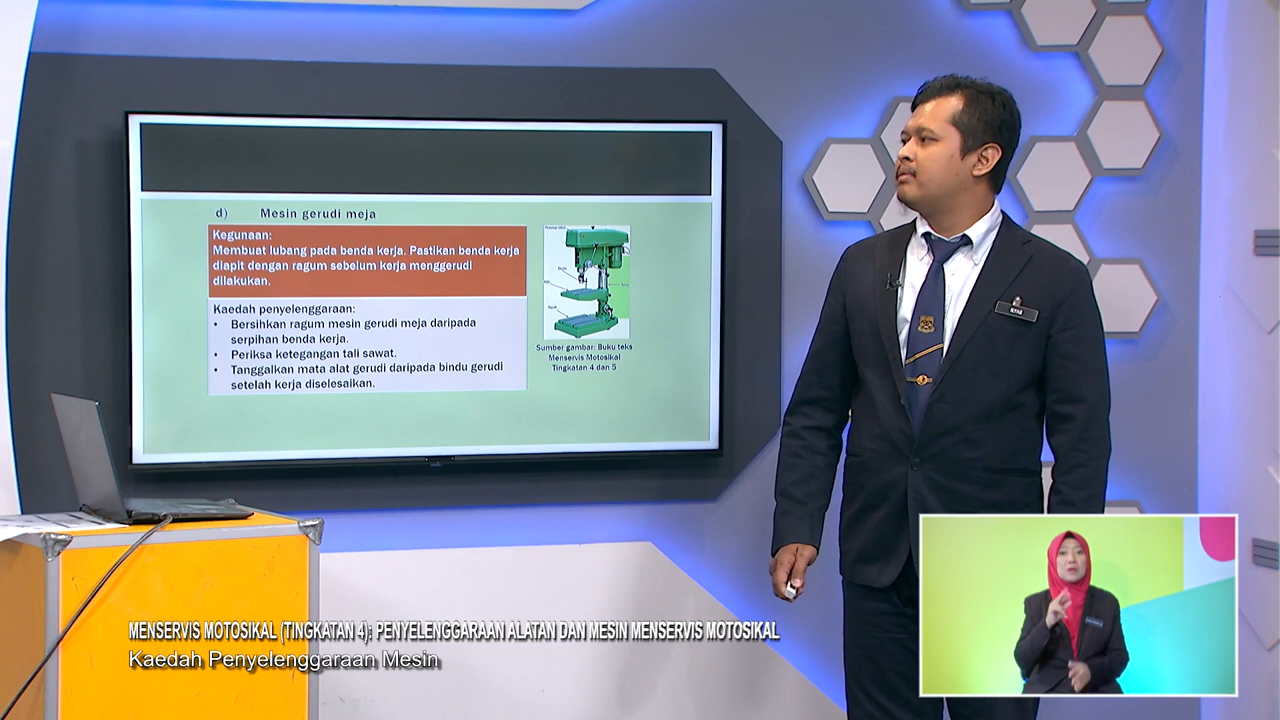 d) Mesin gerudi meja
Kegunaan:
Membuat lubang pada benda kerja. Pastikan benda kerja
diapit dengan ragum sebelum kerja menggerudi
dilakukan.
Kaedah penyelenggaraan:
• Bersihkan ragum mesin gerudi meja daripada
serpihan benda kerja.
• Periksa ketegangan tali sawat.
• Tanggalkan mata alat gerudi daripada bindu gerudi
setelah kerja diselesaikan.
Sumber gambar: Buku teks
Menservis Motosikal
Tingkatan 4 dan 5
MENSERVIS MOTOSIKAL (TINGKATAN 4): PENYELENGGARAAN ALATAN DAN MESIN MENSERVIS MOTOSIKAL
Kaedah Penyelenggaraan Mesin